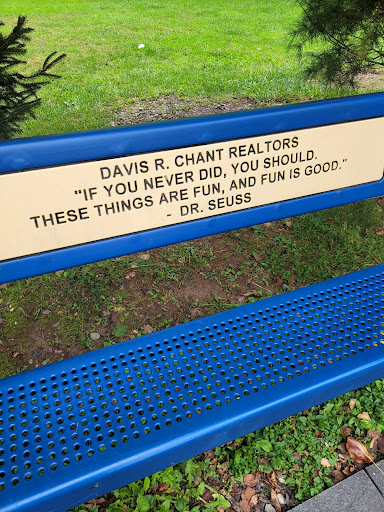 DAVIS R. CHANT REALTORS
"IF YOU NEVER DID, YOU SHOULD.
THESE THINGS ARE FUN, AND FUN IS GOOD."
- DR. SEUSS